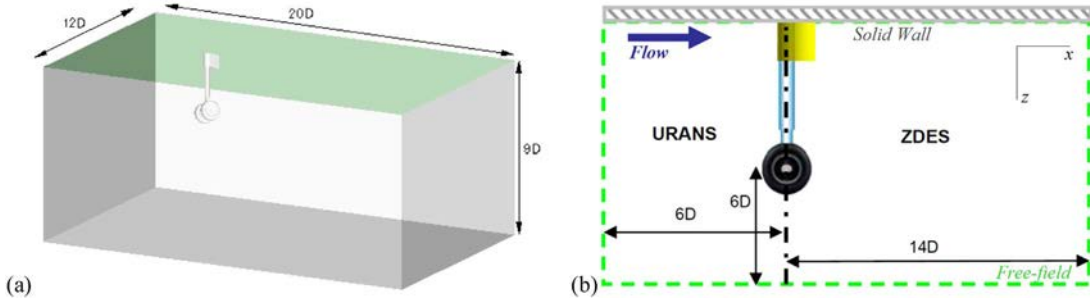 12D
20D
9D
(a)
Flow
Solid Wall
x
z
URANS
ZDES
6D
6D
14D
Free-field
(b)